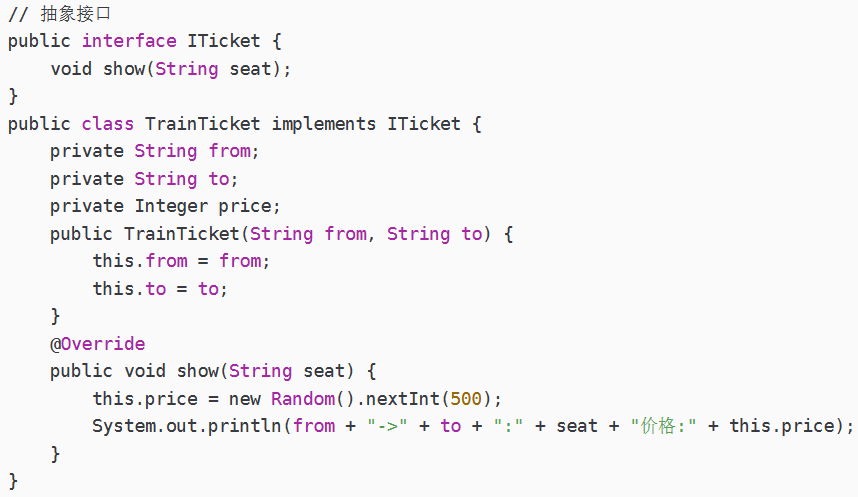 // 抽象接口
public interface ITicket {
    void show(String seat);
}
public class TrainTicket implements ITicket {
    private String from;
    private String to;
    private Integer price;
    public TrainTicket(String from, String to) {
        this.from = from;
        this.to = to;
    }
    @Override
    public void show(String seat) {
        this.price = new Random().nextInt(500);
        System.out.println(from + "->" + to + ":" + seat + "价格:" + this.price);
    }
}